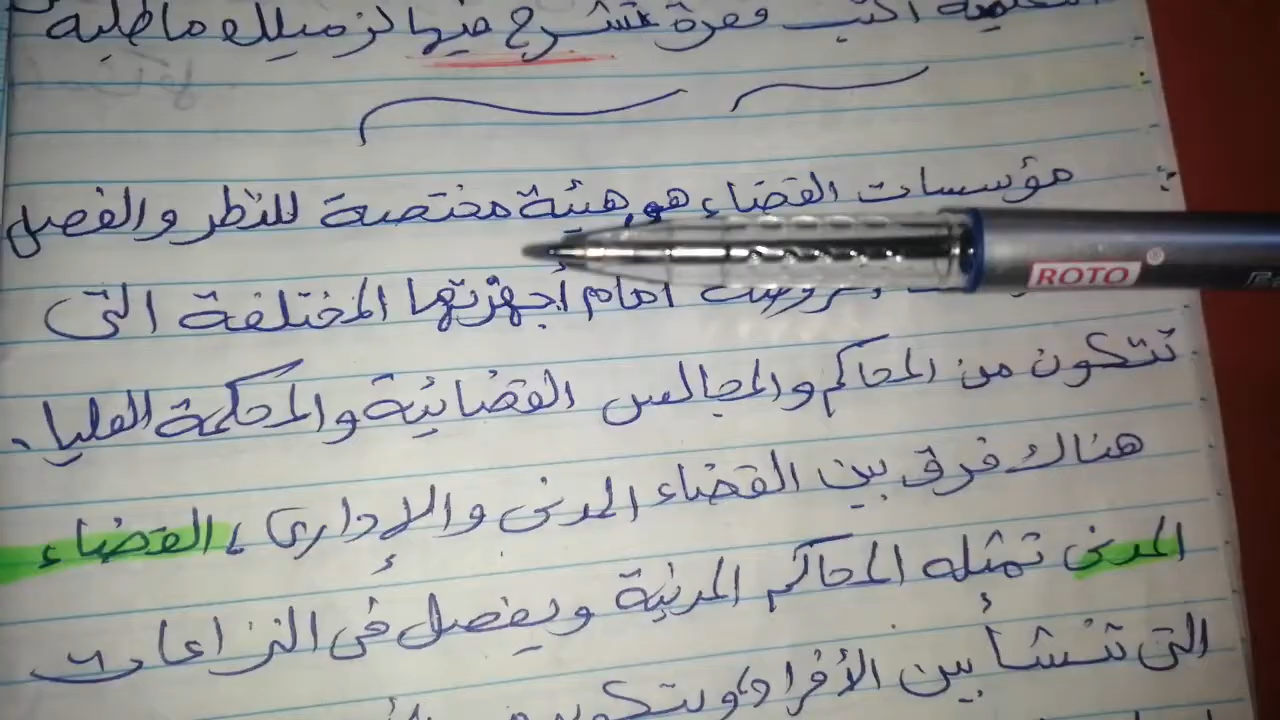 اكتب فقرة تشرح فيها لزميلك ما طلبه
مؤسسات القضاء هو هيئة مختصة للنظر والفصل
أمام أجهزتها المختلفة التي
تتكون من المحاكم والمجالس القضائية والمحكمة العليا.
هناك فرق بين القضاء المدني والإداري، القضاء
المدني تمثله المحاكم المدنية ويفصل في النزاعات
التي تنشأ بين الأفراد
ROTO